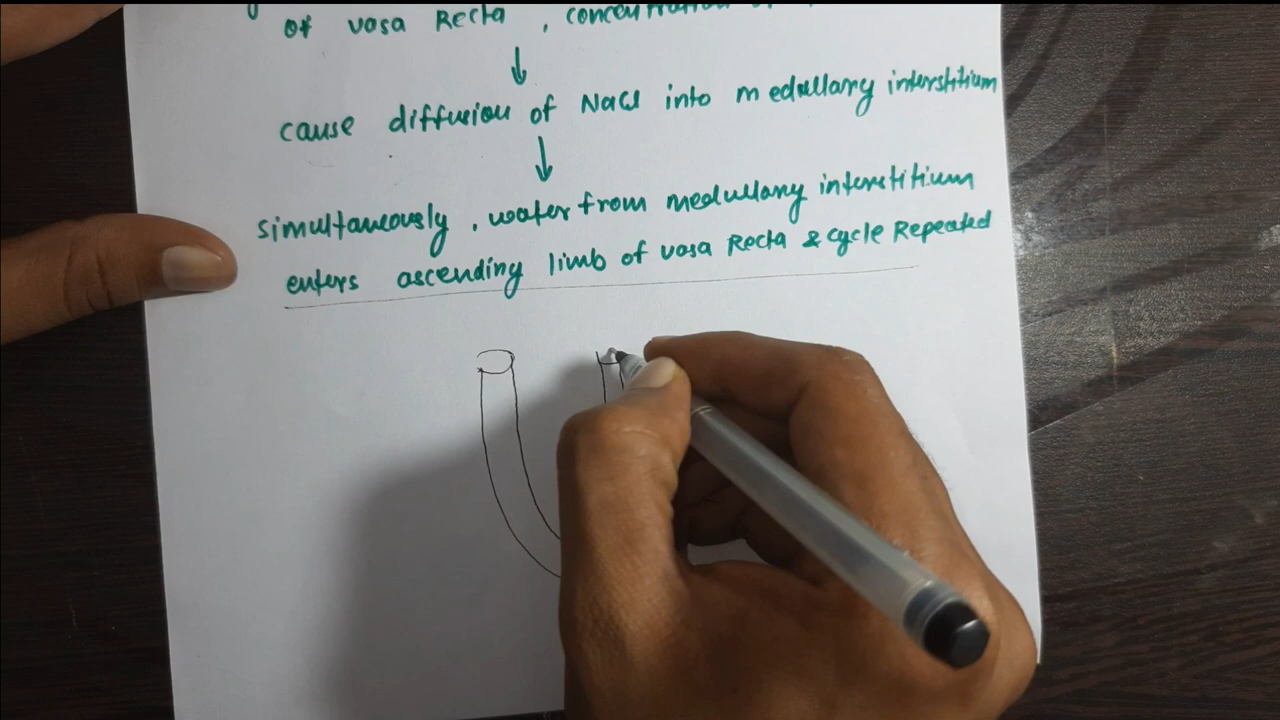 of vasa Recta , concentration
cause diffusion of NaCl into medullary interstitium
simultaneously , water from medullary interstitium
enters ascending limb of vasa Recta & cycle Repeated